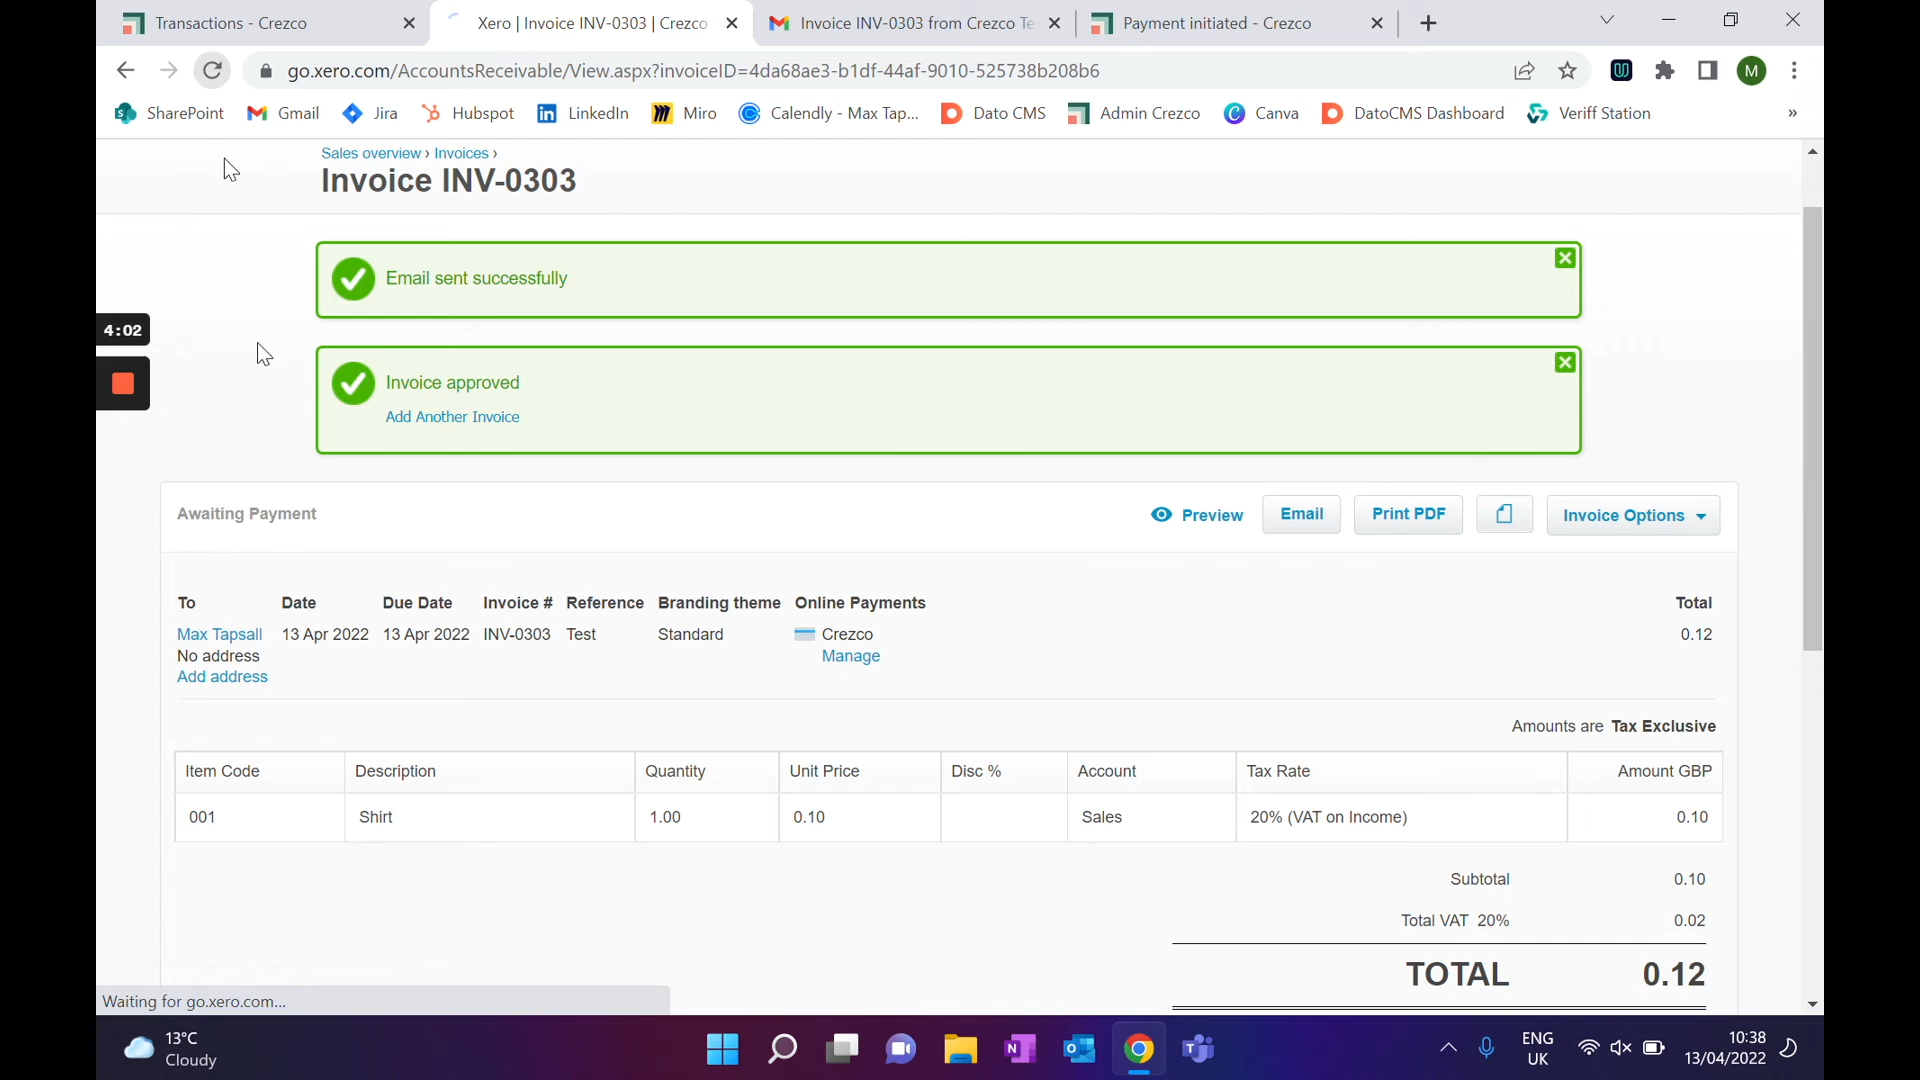 Transactions - Crezco
Xero | Invoice INV-0303 | Crezco
Invoice INV-0303 from Crezco Te
Payment initiated - Crezco
go.xero.com/AccountsReceivable/View.aspx?invoiceID=4da68ae3-b1df-44af-9010-525738b208b6
M
SharePoint
Gmail
Jira
Hubspot
LinkedIn
Miro
Calendly - Max Tap...
Dato CMS
Admin Crezco
Canva
DatoCMS Dashboard
Veriff Station
»
Sales overview › Invoices ›
Invoice INV-0303
Email sent successfully
4:02
Invoice approved
Add Another Invoice
Awaiting Payment
Preview
Email
Print PDF
Invoice Options
To Date Due Date Invoice # Reference Branding theme Online Payments Total
Max Tapsall 13 Apr 2022 13 Apr 2022 INV-0303 Test Standard Crezco 0.12
No address Manage
Add address
Amounts are Tax Exclusive
Item Code Description Quantity Unit Price Disc % Account Tax Rate Amount GBP
001 Shirt 1.00 0.10 Sales 20% (VAT on Income) 0.10
Subtotal 0.10
Total VAT 20% 0.02
TOTAL 0.12
Waiting for go.xero.com...
13°C
Cloudy
ENG
UK
10:38
13/04/2022